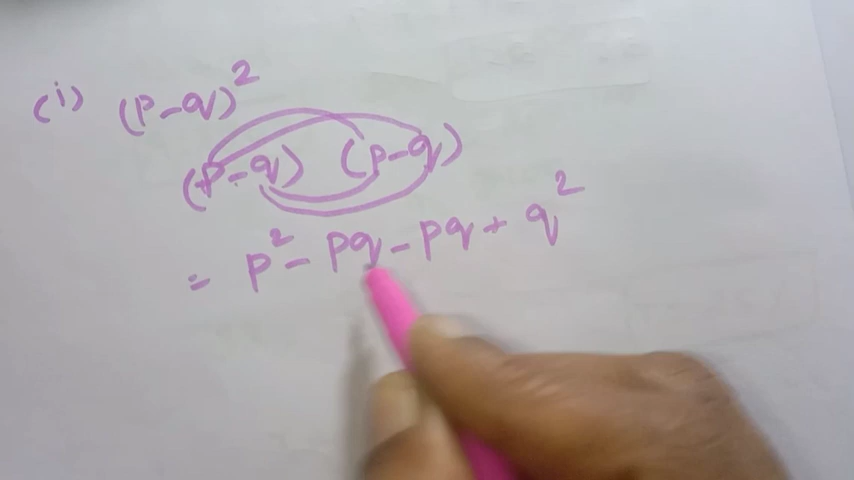 (i) (p-q)²
(p-q) (p-q)
= p² - pq - pq + q²